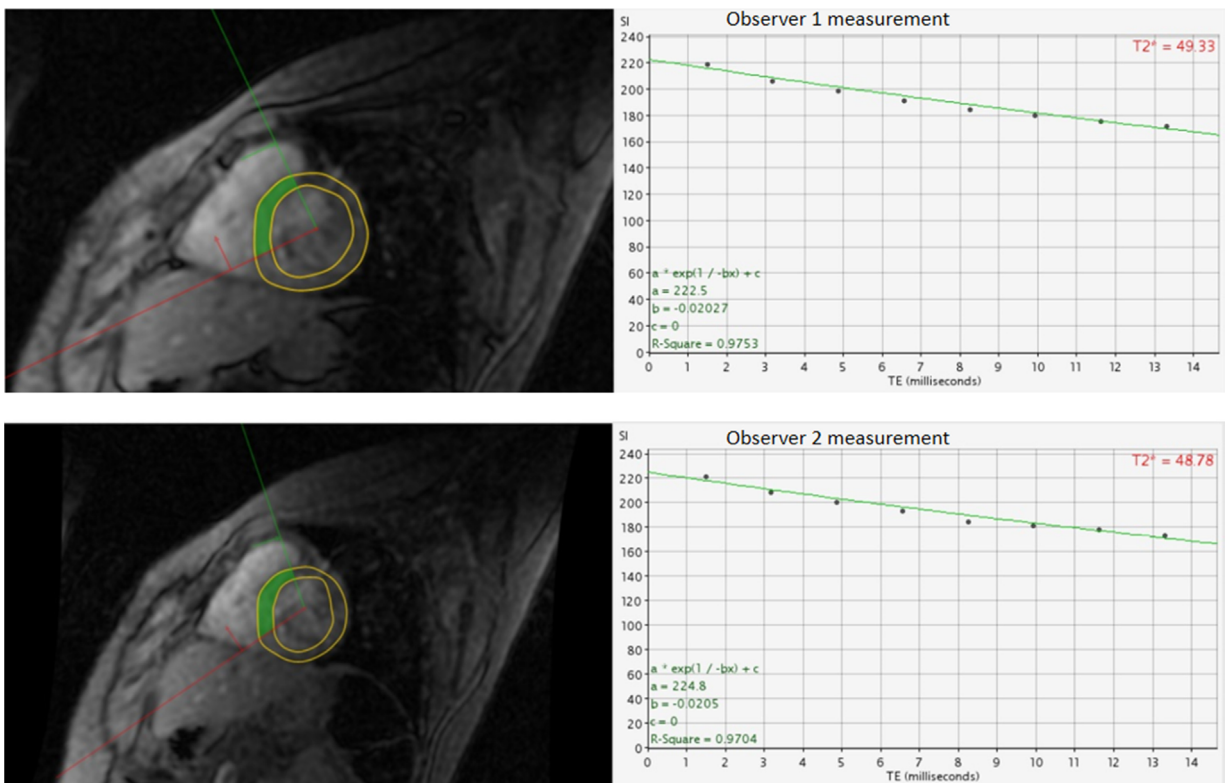 Observer 1 measurement
SI
T2* = 49.33
240
220
200
180
160
140
120
100
80
60
40
20
0
a * exp(1 / -bx) + c
a = 222.5
b = -0.02027
c = 0
R-Square = 0.9753
0 1 2 3 4 5 6 7 8 9 10 11 12 13 14
TE (milliseconds)
Observer 2 measurement
SI
T2* = 48.78
240
220
200
180
160
140
120
100
80
60
40
20
0
a * exp(1 / -bx) + c
a = 224.8
b = -0.0205
c = 0
R-Square = 0.9704
0 1 2 3 4 5 6 7 8 9 10 11 12 13 14
TE (milliseconds)